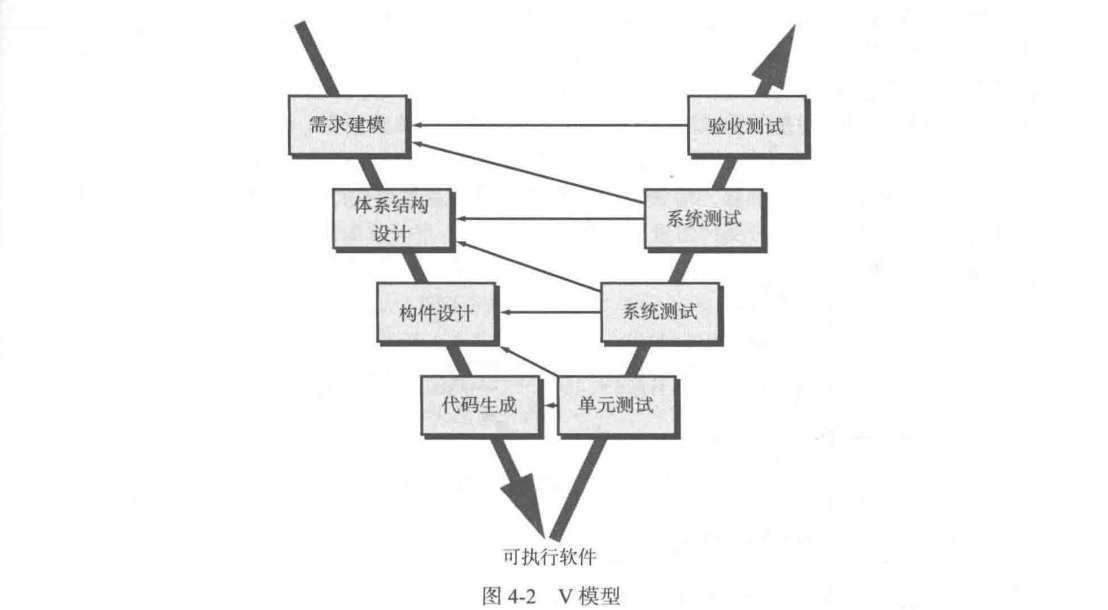 需求建模
验收测试
体系结构
设计
系统测试
构件设计
系统测试
代码生成
单元测试
可执行软件
图 4-2 V 模型